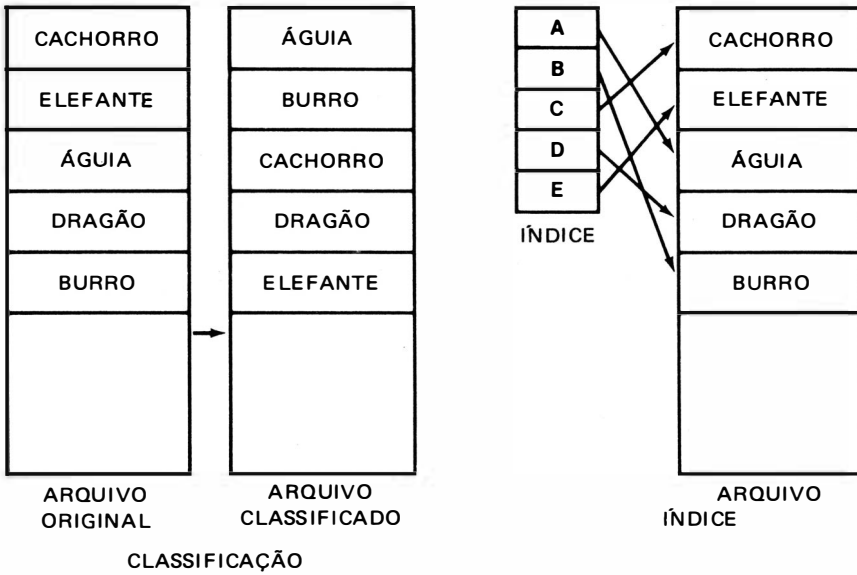 CACHORRO
ELEFANTE
ÁGUIA
DRAGÃO
BURRO
ARQUIVO
ORIGINAL
ÁGUIA
BURRO
CACHORRO
DRAGÃO
ELEFANTE
ARQUIVO
CLASSIFICADO
CLASSIFICAÇÃO
A
B
C
D
E
ÍNDICE
CACHORRO
ELEFANTE
ÁGUIA
DRAGÃO
BURRO
ARQUIVO
ÍNDICE